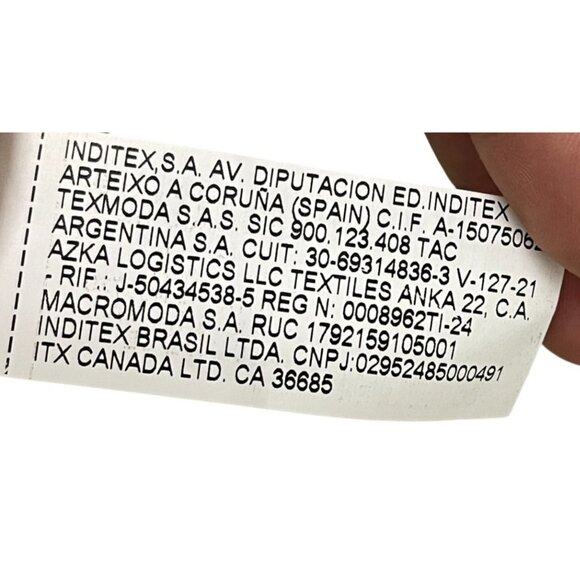 INDITEX,S.A. AV. DIPUTACION ED.INDITEX
ARTEIXO A CORUÑA (SPAIN) C.I.F. A-15075062
TEXMODA S.A.S. SIC 900.123.408 TAC
ARGENTINA S.A. CUIT: 30-69314836-3 V-127-21
AZKA LOGISTICS LLC TEXTILES ANKA 22, C.A.
- RIF.: J-50434538-5 REG N: 0008962TI-24
MACROMODA S.A. RUC 1792159105001
INDITEX BRASIL LTDA. CNPJ:02952485000491
ITX CANADA LTD. CA 36685